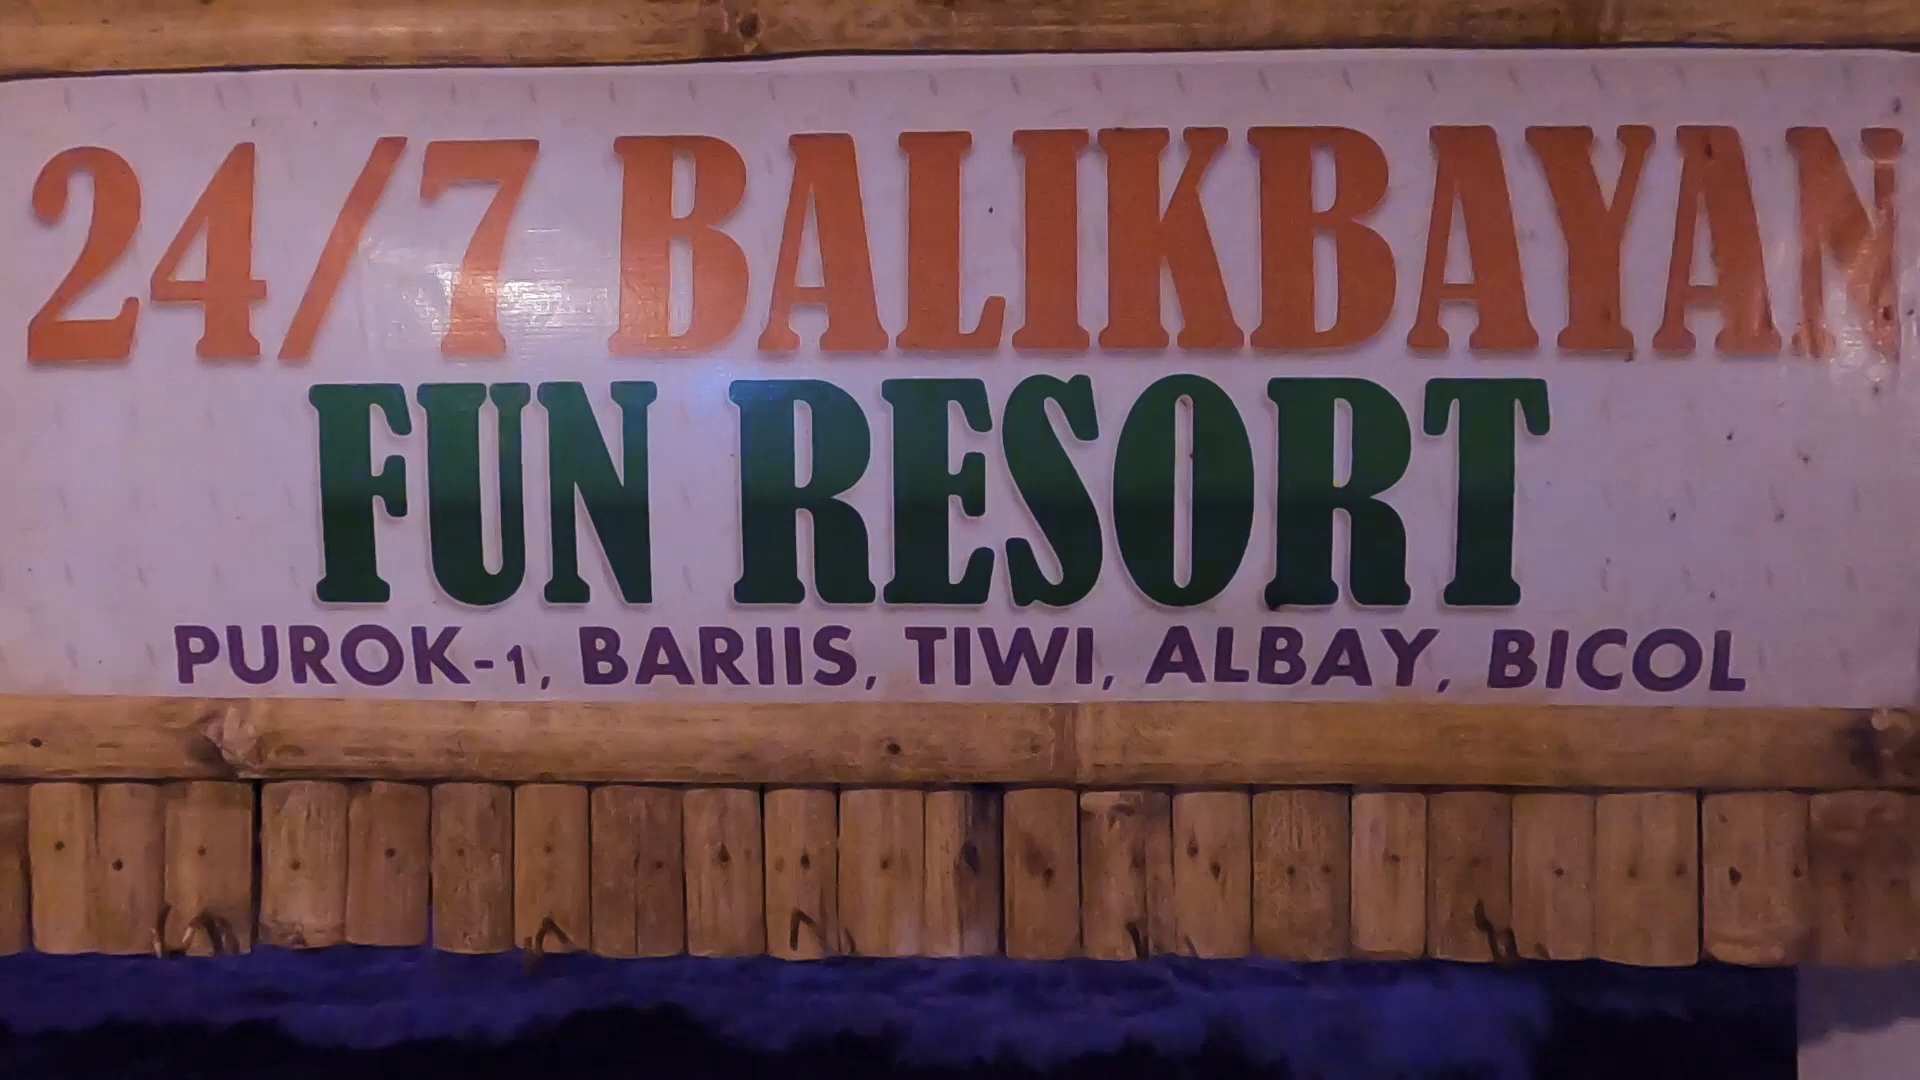 24/7 BALIKBAYAN
FUN RESORT
PUROK-1, BARIIS, TIWI, ALBAY, BICOL